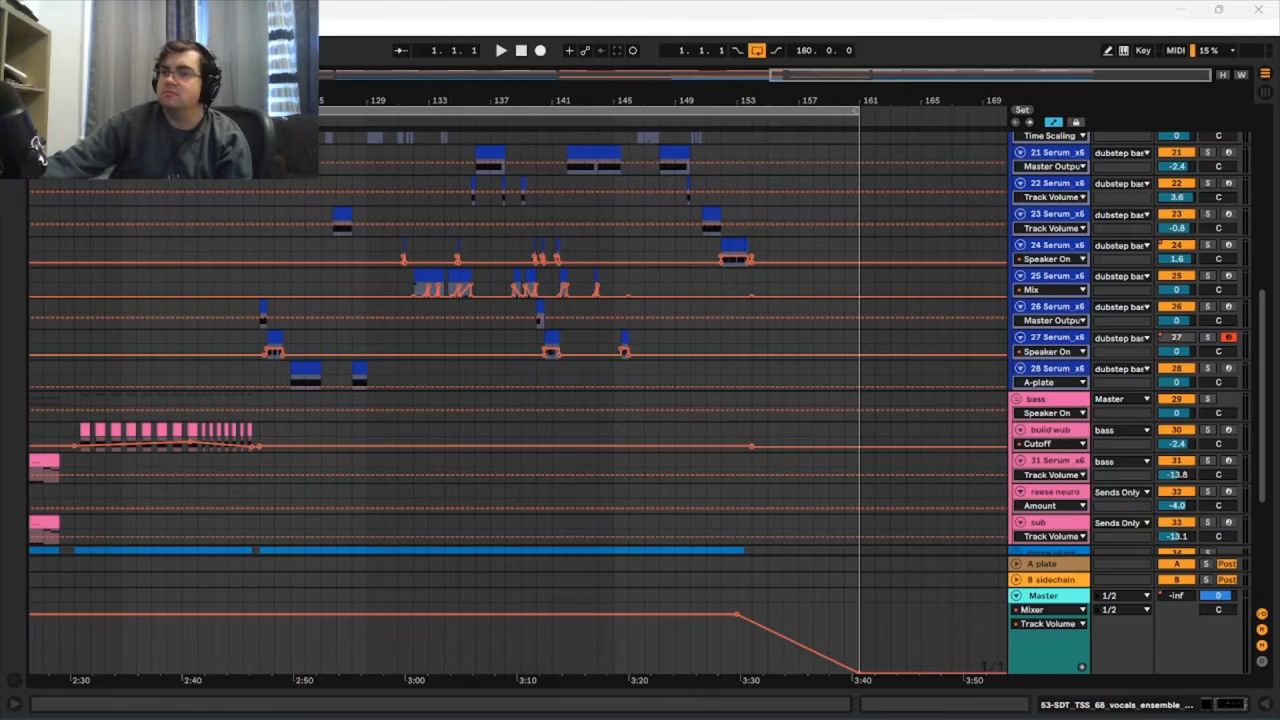 1. 1. 1
1. 1. 1
160. 0. 0
Key
MIDI
15 %
H W
129 133 137 141 145 149 153 161 165 169
Set
Time Scaling 0 C
21 Serum_x6 dubstep bas 21 S
Master Outpu -2.4 C
22 Serum_x6 dubstep bas 22 S
Track Volume 3.6 C
23 Serum_x6 dubstep bas 23 S
Track Volume -0.8 C
24 Serum_x6 dubstep bas 24 S
Speaker On 1.6 C
25 Serum_x6 dubstep bas 25 S
Mix 0 C
26 Serum_x6 dubstep bas 26 S
Master Outpu 0 C
27 Serum_x6 dubstep bas 27 S
Speaker On 0 C
28 Serum_x6 dubstep bas 28 S
A-plate 0 C
bass Master 29 S
Speaker On 0 C
build wub bass 30 S
Cutoff -2.4 C
... 31 Serum_x6 bass 31 S
Track Volume -13.8 C
reese neuro Sends Only 32 S
Amount -4.0 C
... sub Sends Only 33 S
Track Volume -13.1 C
A plate A S Post
B sidechain B S Post
Master 1/2 -inf 0
Mixer 1/2 C
Track Volume
1/1
2:30 2:40 2:50 3:00 3:10 3:20 3:30 3:40 3:50
53-SDT_TSS_68_vocals_ensemble_...